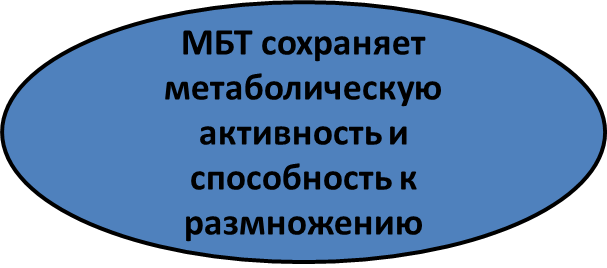 МБТ сохраняет
метаболическую
активность и
способность к
размножению